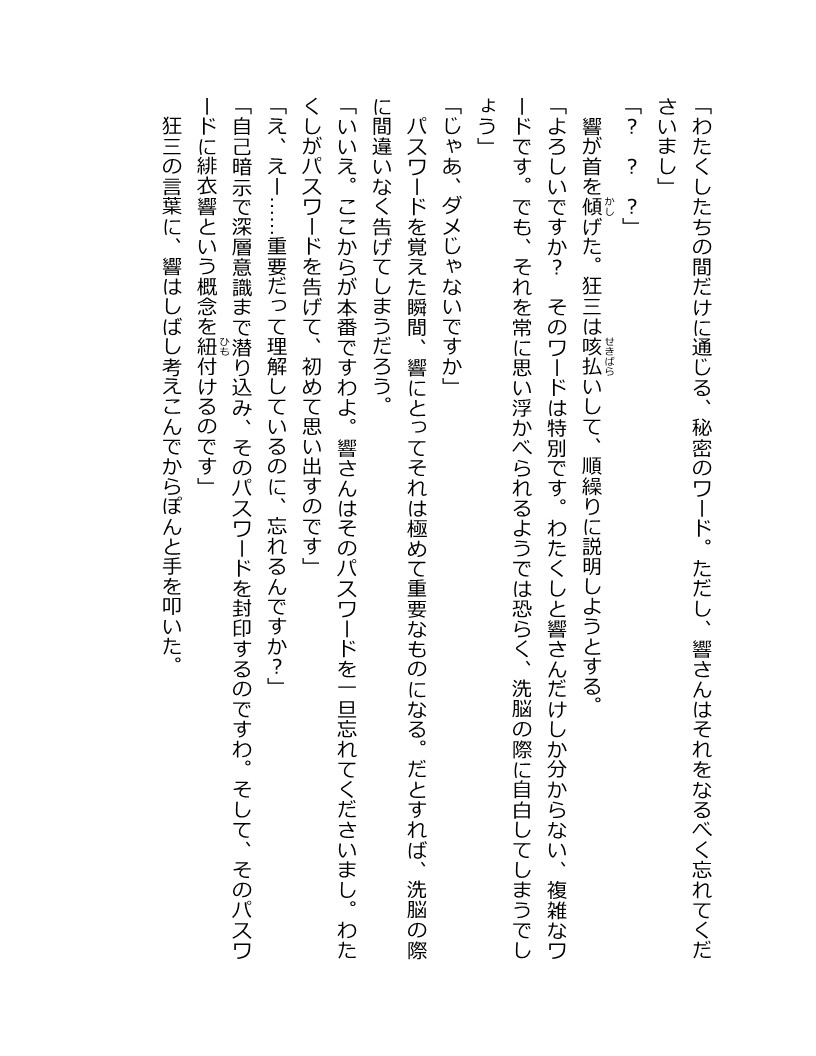 「わたくしたちの間だけに通じる、秘密のワード。ただし、響さんはそれをなるべく忘れてくだ
さいまし」
「？　？　？」
　響が首を傾げた。狂三は咳払いして、順繰りに説明しようとする。
「よろしいですか？　そのワードは特別です。わたくしと響さんだけしか分からない、複雑なワ
ードです。でも、それを常に思い浮かべられるようでは恐らく、洗脳の際に自白してしまうでし
ょう」
「じゃあ、ダメじゃないですか」
　パスワードを覚えた瞬間、響にとってそれは極めて重要なものになる。だとすれば、洗脳の際
に間違いなく告げてしまうだろう。
「いいえ。ここからが本番ですわよ。響さんはそのパスワードを一旦忘れてくださいまし。わた
くしがパスワードを告げて、初めて思い出すのです」
「え、えー……重要だって理解しているのに、忘れるんですか？」
「自己暗示で深層意識まで潜り込み、そのパスワードを封印するのですわ。そして、そのパスワ
ードに緋衣響という概念を紐付けるのです」
　狂三の言葉に、響はしばし考えこんでからぽんと手を叩いた。